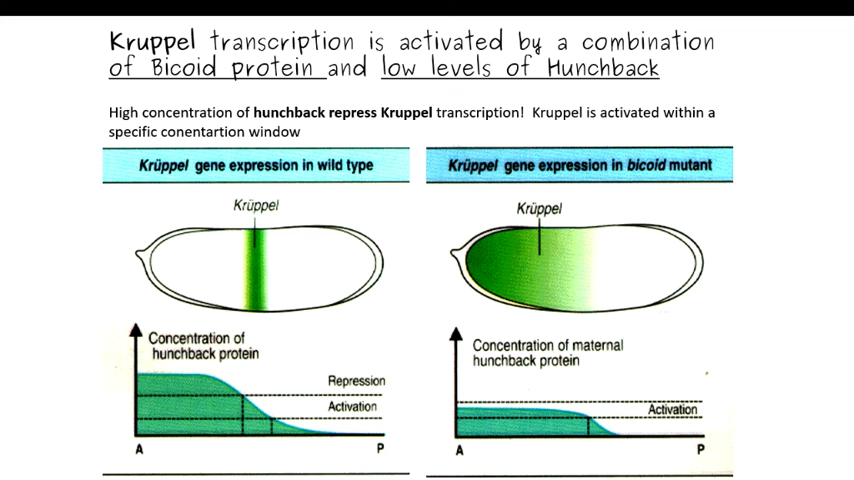 Kruppel transcription is activated by a combination
of Bicoid protein and low levels of Hunchback
High concentration of hunchback repress Kruppel transcription! Kruppel is activated within a
specific conentartion window
Krüppel gene expression in wild type
Krüppel
Concentration of
hunchback protein
Repression
Activation
A
P
Krüppel gene expression in bicoid mutant
Krüppel
Concentration of maternal
hunchback protein
Activation
A
P